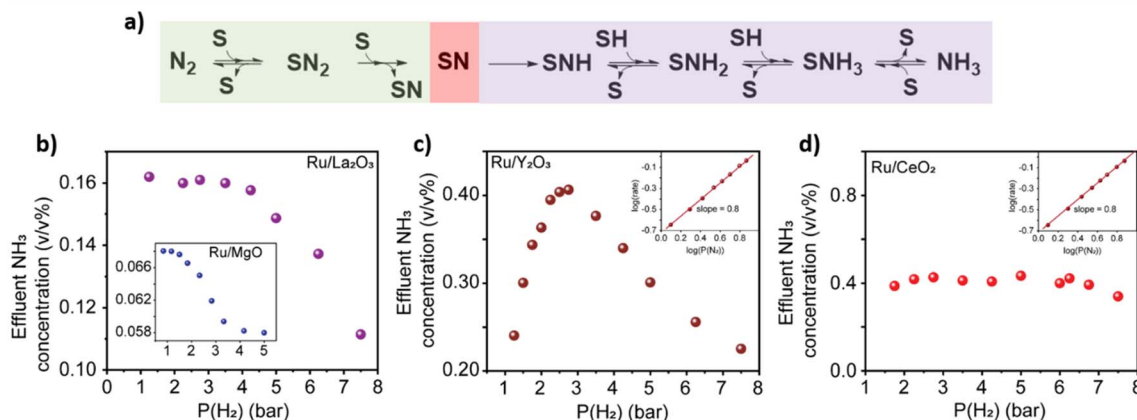 a)
S S SH SH S
N₂ SN₂ SN SNH SNH₂ SNH₃ NH₃
S SN S S S
b)
Ru/La₂O₃
Effluent NH₃
concentration (v/v%)
0.16
0.14
0.12
0.10
Ru/MgO
0.066
0.062
0.058
1 2 3 4 5
1 2 3 4 5 6 7 8
P(H₂) (bar)
c)
Ru/Y₂O₃
Effluent NH₃
concentration (v/v%)
0.40
0.30
0.20
log(rate)
-0.1
-0.3
-0.5
-0.7
slope = 0.8
0.0 0.2 0.4 0.6 0.8 1.0
log(P(N₂))
1 2 3 4 5 6 7 8
P(H₂) (bar)
d)
Ru/CeO₂
Effluent NH₃
concentration (v/v%)
0.8
0.4
0.0
log(rate)
-0.1
-0.3
-0.5
-0.7
slope = 0.8
0.0 0.2 0.4 0.6 0.8 1.0
log(P(N₂))
2 3 4 5 6 7 8
P(H₂) (bar)